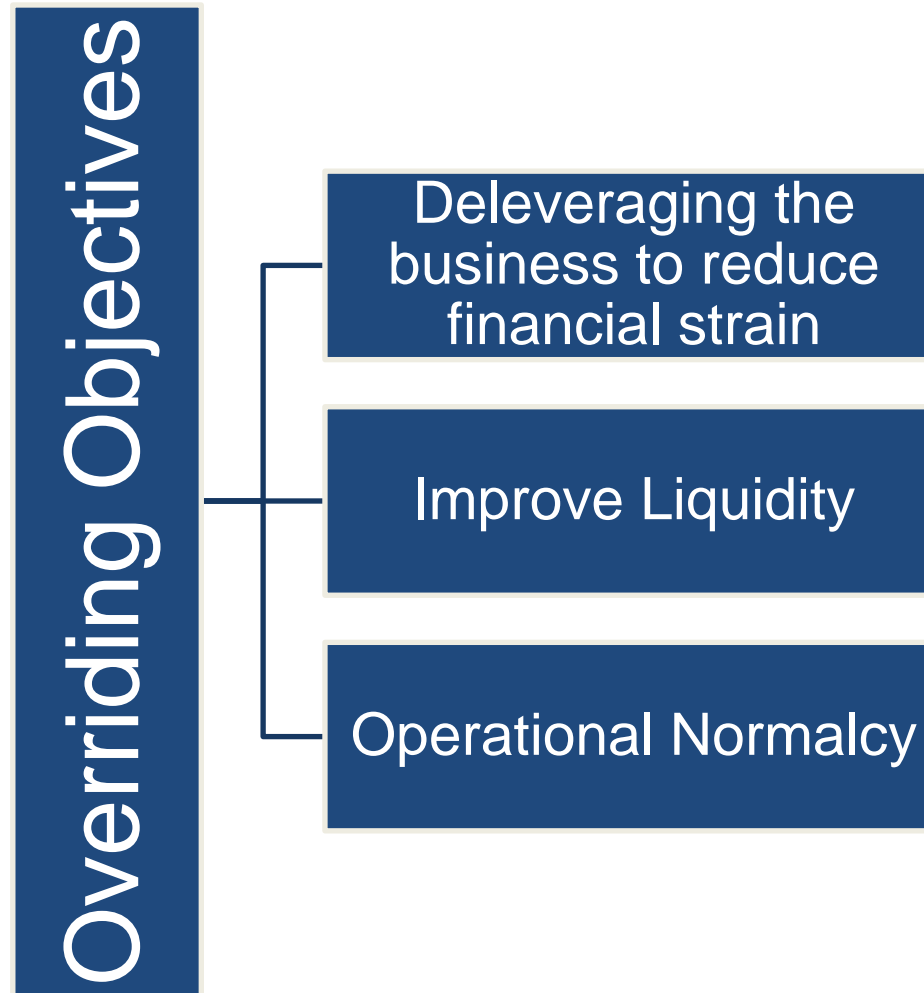 Overriding Objectives
Deleveraging the
business to reduce
financial strain
Improve Liquidity
Operational Normalcy